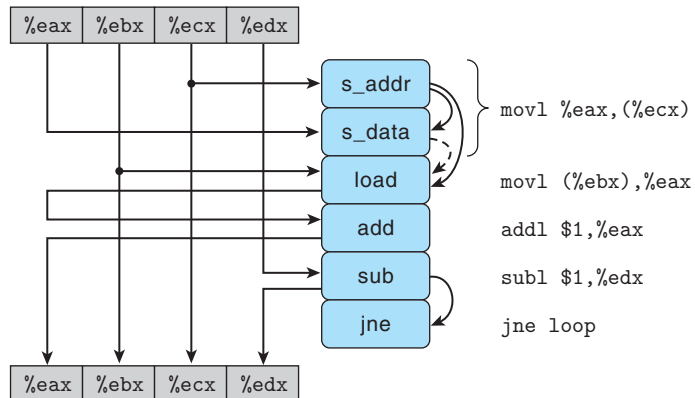 %eax %ebx %ecx %edx
s_addr
s_data
movl %eax,(%ecx)
load
movl (%ebx),%eax
add
addl $1,%eax
sub
subl $1,%edx
jne
jne loop
%eax %ebx %ecx %edx